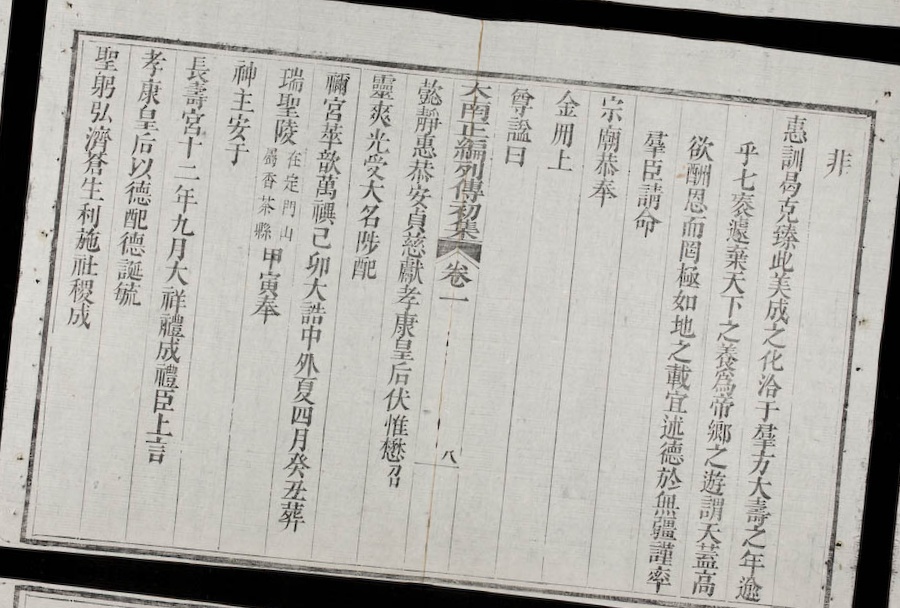 非
惠訓曷克臻此美成之化洽于羣方大壽之年逾
乎七袠遽棄天下之養爲帝鄉之遊謂天蓋高
欲酬恩而罔極如地之載宜述德於無疆謹率
羣臣請命
宗廟恭奉
金冊上
尊謚曰
大南正編列傳初集 卷一 八
懿靜惠恭安貞慈獻孝康皇后伏惟懋召
靈爽光受大名陟配
禰宮莘歆萬禩己卯大誥中外夏四月癸丑葬
瑞聖陵在定門山屬香茶縣甲寅奉
神主安于
長壽宮十二年九月大祥禮成禮臣上言
孝康皇后以德配德誕毓
聖躬弘濟蒼生利施社稷成